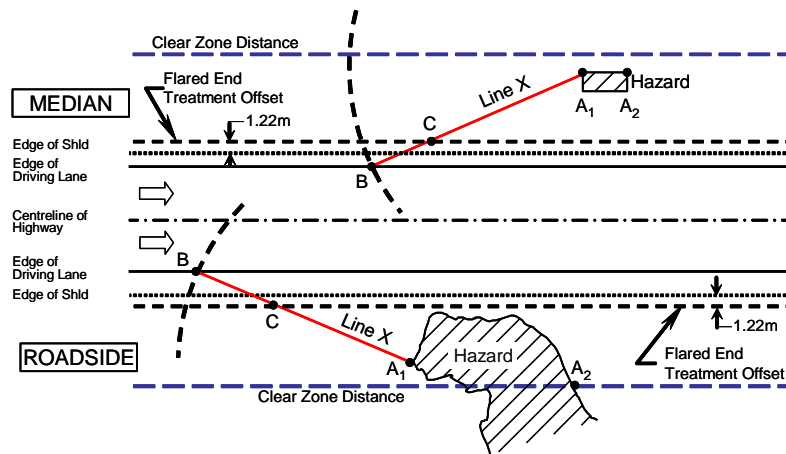 Clear Zone Distance
Flared End
Treatment Offset
MEDIAN
1.22m
Line X
Hazard
A1 A2
C
Edge of Shld
Edge of
Driving Lane
B
Centreline of
Highway
Edge of
Driving Lane
B
Edge of Shld
C
1.22m
Line X
Hazard
ROADSIDE
A1
A2
Flared End
Treatment Offset
Clear Zone Distance